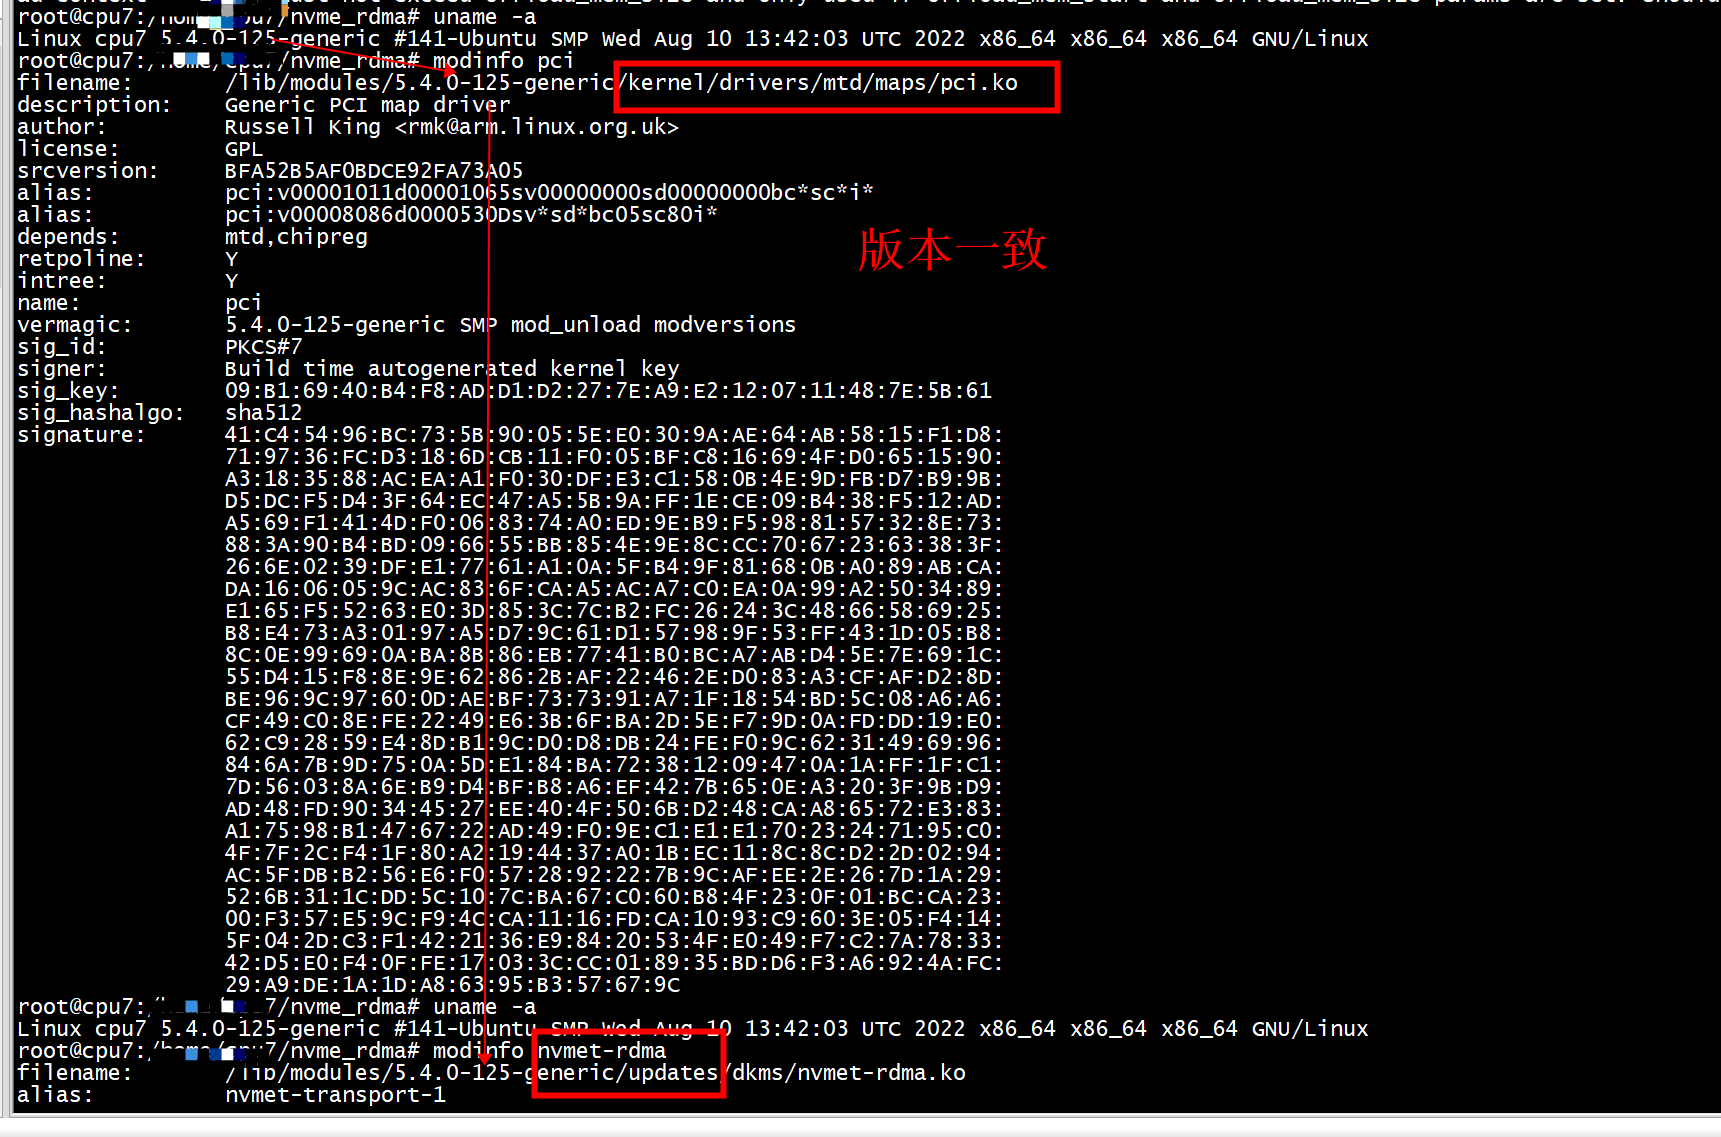 root@cpu7:/home/cpu7/nvme_rdma# uname -a
Linux cpu7 5.4.0-125-generic #141-Ubuntu SMP Wed Aug 10 13:42:03 UTC 2022 x86_64 x86_64 x86_64 GNU/Linux
root@cpu7:/home/cpu7/nvme_rdma# modinfo pci
filename: /lib/modules/5.4.0-125-generic/kernel/drivers/mtd/maps/pci.ko
description: Generic PCI map driver
author: Russell King <rmk@arm.linux.org.uk>
license: GPL
srcversion: BFA52B5AF0BDCE92FA73A05
alias: pci:v00001011d00001065sv00000000sd00000000bc*sc*i*
alias: pci:v00008086d0000530Dsv*sd*bc05sc80i*
depends: mtd,chipreg
版本一致
retpoline: Y
intree: Y
name: pci
vermagic: 5.4.0-125-generic SMP mod_unload modversions
sig_id: PKCS#7
signer: Build time autogenerated kernel key
sig_key: 09:B1:69:40:B4:F8:AD:D1:D2:27:7E:A9:E2:12:07:11:48:7E:5B:61
sig_hashalgo: sha512
signature: 41:C4:54:96:BC:73:5B:90:05:5E:E0:30:9A:AE:64:AB:58:15:F1:D8:
71:97:36:FC:D3:18:6D:CB:11:F0:05:BF:C8:16:69:4F:D0:65:15:90:
A3:18:35:88:AC:EA:A1:F0:30:DF:E3:C1:58:0B:4E:9D:FB:D7:B9:9B:
D5:DC:F5:D4:3F:64:EC:47:A5:5B:9A:FF:1E:CE:09:B4:38:F5:12:AD:
A5:69:F1:41:4D:F0:06:83:74:A0:ED:9E:B9:F5:98:81:57:32:8E:73:
88:3A:90:B4:BD:09:66:55:BB:85:4E:9E:8C:CC:70:67:23:63:38:3F:
26:6E:02:39:DF:E1:77:61:A1:0A:5F:B4:9F:81:68:0B:A0:89:AB:CA:
DA:16:06:05:9C:AC:83:6F:CA:A5:AC:A7:C0:EA:0A:99:A2:50:34:89:
E1:65:F5:52:63:E0:3D:85:3C:7C:B2:FC:26:24:3C:48:66:58:69:25:
B8:E4:73:A3:01:97:A5:D7:9C:61:D1:57:98:9F:53:FF:43:1D:05:B8:
8C:0E:99:69:0A:BA:8B:86:EB:77:41:B0:BC:A7:AB:D4:5E:7E:69:1C:
55:D4:15:F8:8E:9E:62:86:2B:AF:22:46:2E:D0:83:A3:CF:AF:D2:8D:
BE:96:9C:97:60:0D:AE:BF:73:73:91:A7:1F:18:54:BD:5C:08:A6:A6:
CF:49:C0:8E:FE:22:49:E6:3B:6F:BA:2D:5E:F7:9D:0A:FD:DD:19:E0:
62:C9:28:59:E4:8D:B1:9C:D0:D8:DB:24:FE:F0:9C:62:31:49:69:96:
84:6A:7B:9D:75:0A:5D:E1:84:BA:72:38:12:09:47:0A:1A:FF:1F:C1:
7D:56:03:8A:6E:B9:D4:BF:B8:A6:EF:42:7B:65:0E:A3:20:3F:9B:D9:
AD:48:FD:90:34:45:27:EE:40:4F:50:6B:D2:48:CA:A8:65:72:E3:83:
A1:75:98:B1:47:67:22:AD:49:F0:9E:C1:E1:E1:70:23:24:71:95:C0:
4F:7F:2C:F4:1F:80:A2:19:44:37:A0:1B:EC:11:8C:8C:D2:2D:02:94:
AC:5F:DB:B2:56:E6:F0:57:28:92:22:7B:9C:AF:EE:2E:26:7D:1A:29:
52:6B:31:1C:DD:5C:10:7C:BA:67:C0:60:B8:4F:23:0F:01:BC:CA:23:
00:F3:57:E5:9C:F9:4C:CA:11:16:FD:CA:10:93:C9:60:3E:05:F4:14:
5F:04:2D:C3:F1:42:21:36:E9:84:20:53:4F:E0:49:F7:C2:7A:78:33:
42:D5:E0:F4:0F:FE:17:03:3C:CC:01:89:35:BD:D6:F3:A6:92:4A:FC:
29:A9:DE:1A:1D:A8:63:95:B3:57:67:9C
root@cpu7:/ 7/nvme_rdma# uname -a
Linux cpu7 5.4.0-125-generic #141-Ubuntu SMP Wed Aug 10 13:42:03 UTC 2022 x86_64 x86_64 x86_64 GNU/Linux
root@cpu7:/home/cpu7/nvme_rdma# modinfo nvmet-rdma
filename: /lib/modules/5.4.0-125-generic/updates/dkms/nvmet-rdma.ko
alias: nvmet-transport-1